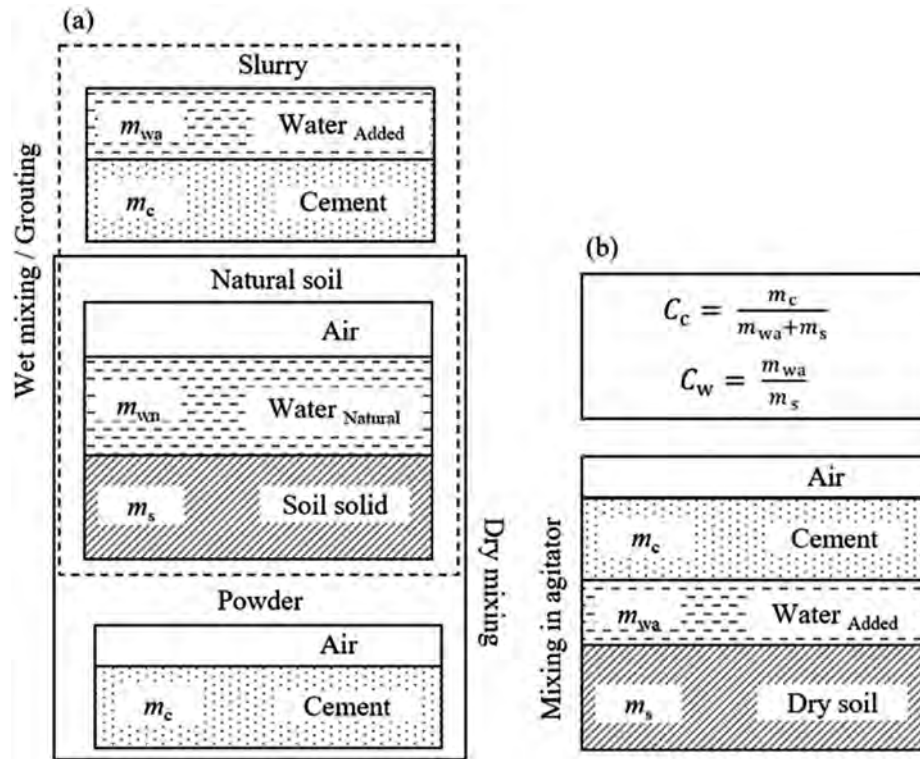 (a)
Slurry
m_wa Water Added
m_c Cement
Wet mixing / Grouting
Natural soil
Air
m_wn Water Natural
m_s Soil solid
Dry mixing
Powder
Air
m_c Cement
(b)
C_c = m_c / m_wa+m_s
C_w = m_wa / m_s
Mixing in agitator
Air
m_c Cement
m_wa Water Added
m_s Dry soil